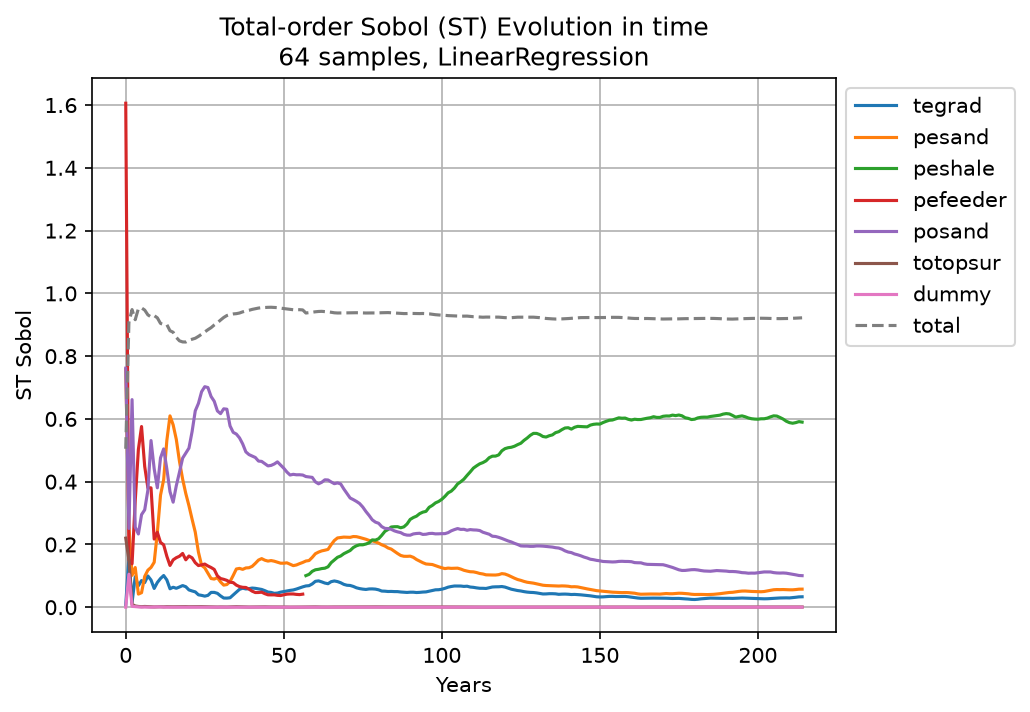 Total-order Sobol (ST) Evolution in time
64 samples, LinearRegression
1.6
1.4
1.2
1.0
0.8
0.6
0.4
0.2
0.0
ST Sobol
0
50
100
150
200
Years
tegrad
pesand
peshale
pefeeder
posand
totopsur
dummy
total